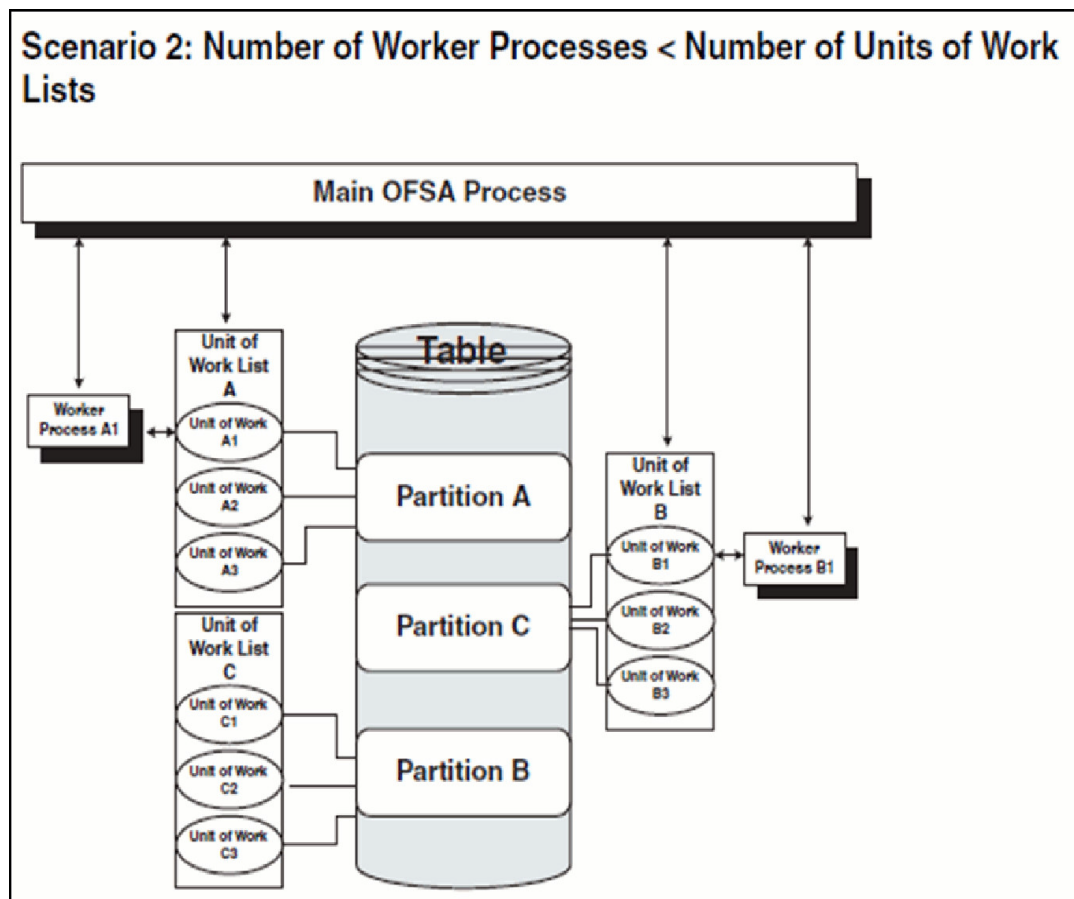 Scenario 2: Number of Worker Processes < Number of Units of Work
Lists
Main OFSA Process
Unit of
Work List
A
Worker
Process A1
Unit of Work
A1
Unit of Work
A2
Unit of Work
A3
Unit of
Work List
C
Unit of Work
C1
Unit of Work
C2
Unit of Work
C3
Table
Partition A
Partition C
Partition B
Unit of
Work List
B
Unit of Work
B1
Unit of Work
B2
Unit of Work
B3
Worker
Process B1